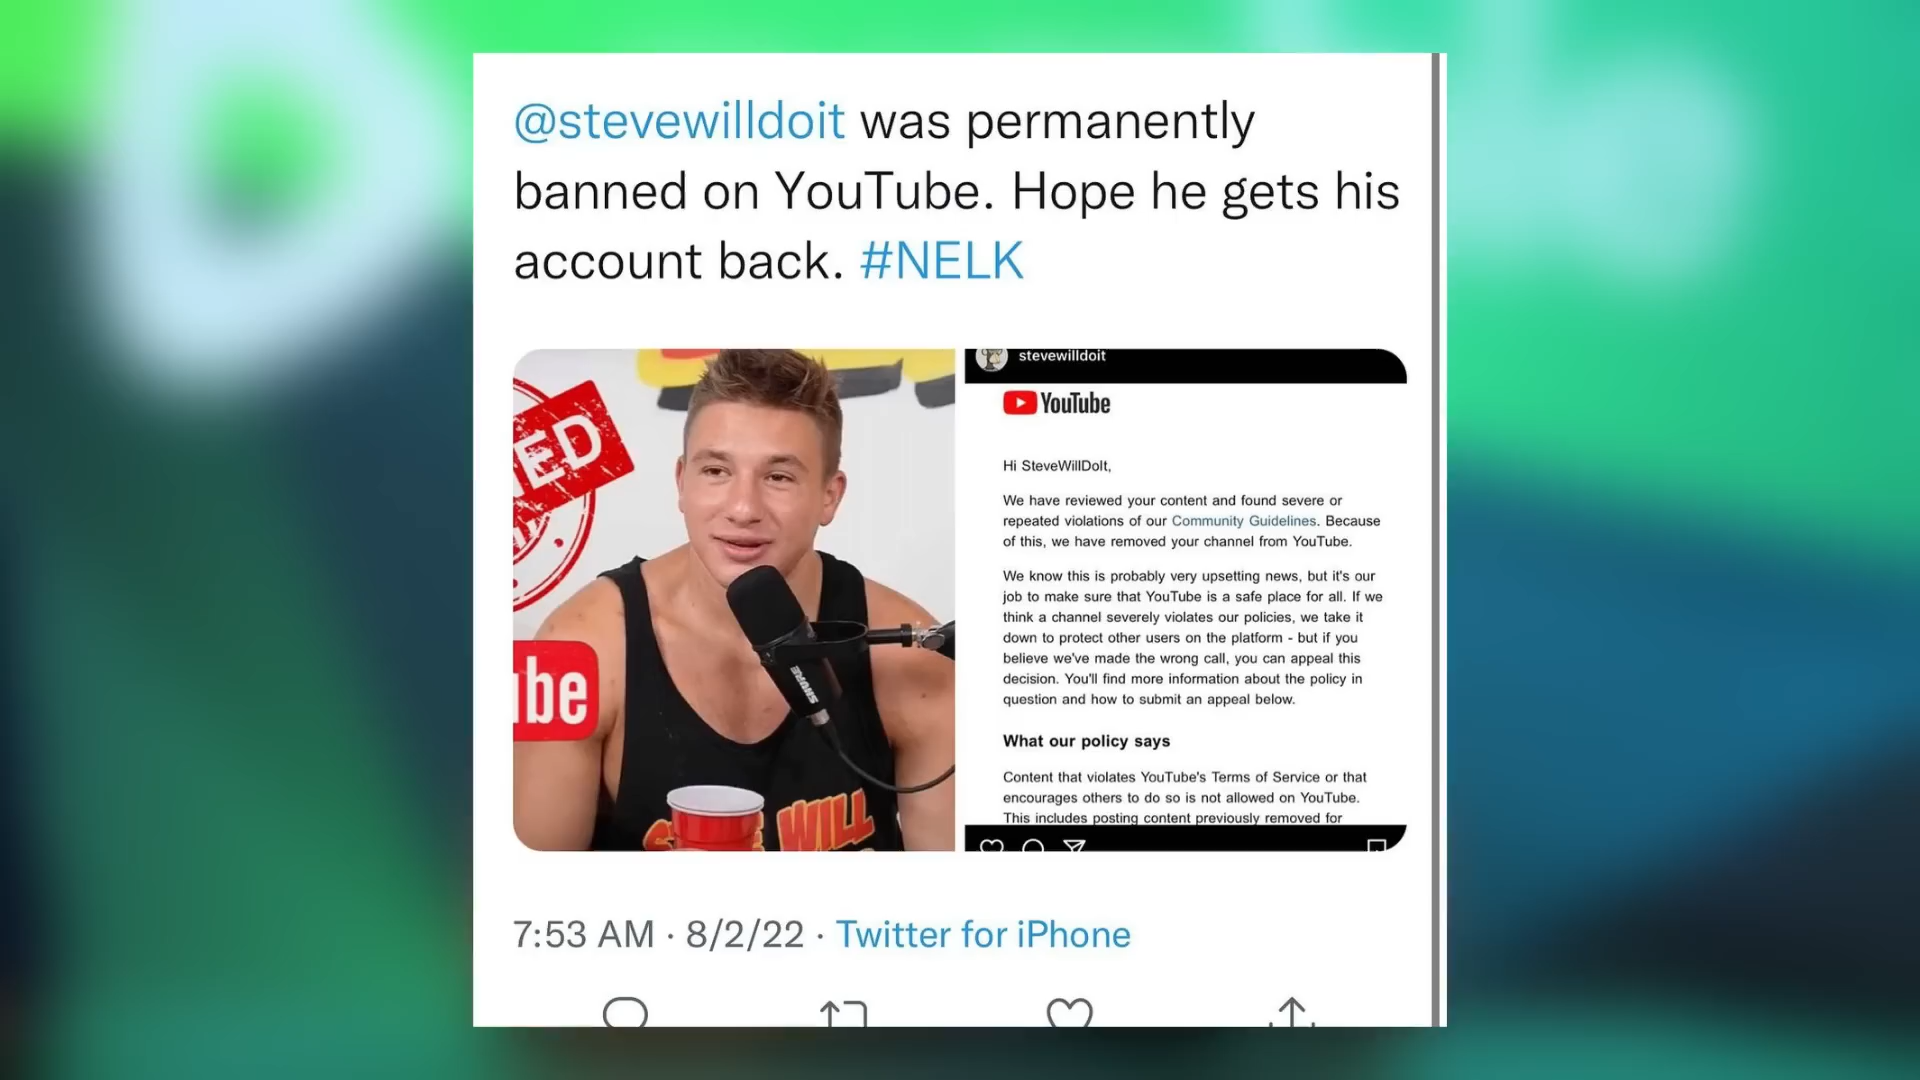 @stevewilldoit was permanently
banned on YouTube. Hope he gets his
account back. #NELK
ED
be
SHURE
WILL
stevewilldoit
YouTube
Hi SteveWillDoIt,
We have reviewed your content and found severe or
repeated violations of our Community Guidelines. Because
of this, we have removed your channel from YouTube.
We know this is probably very upsetting news, but it's our
job to make sure that YouTube is a safe place for all. If we
think a channel severely violates our policies, we take it
down to protect other users on the platform - but if you
believe we've made the wrong call, you can appeal this
decision. You'll find more information about the policy in
question and how to submit an appeal below.
What our policy says
Content that violates YouTube's Terms of Service or that
encourages others to do so is not allowed on YouTube.
This includes posting content previously removed for
7:53 AM · 8/2/22 · Twitter for iPhone